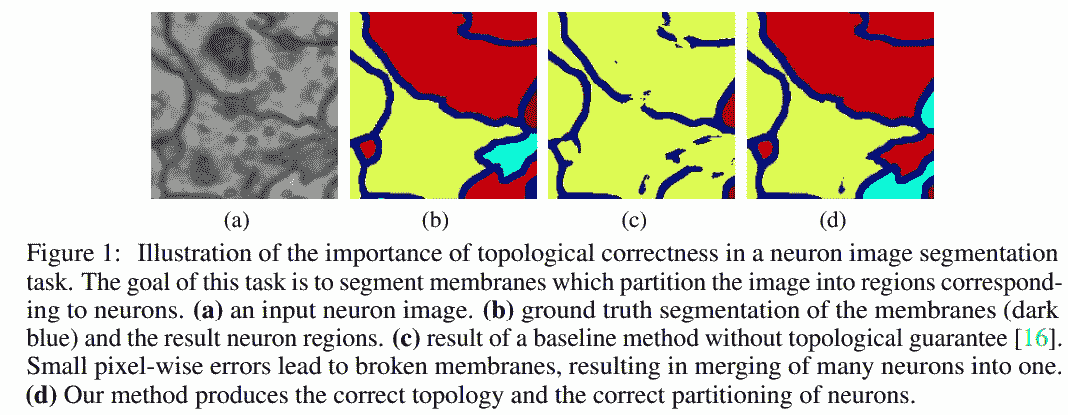 (a) (b) (c) (d)
Figure 1: Illustration of the importance of topological correctness in a neuron image segmentation
task. The goal of this task is to segment membranes which partition the image into regions correspond-
ing to neurons. (a) an input neuron image. (b) ground truth segmentation of the membranes (dark
blue) and the result neuron regions. (c) result of a baseline method without topological guarantee [16].
Small pixel-wise errors lead to broken membranes, resulting in merging of many neurons into one.
(d) Our method produces the correct topology and the correct partitioning of neurons.